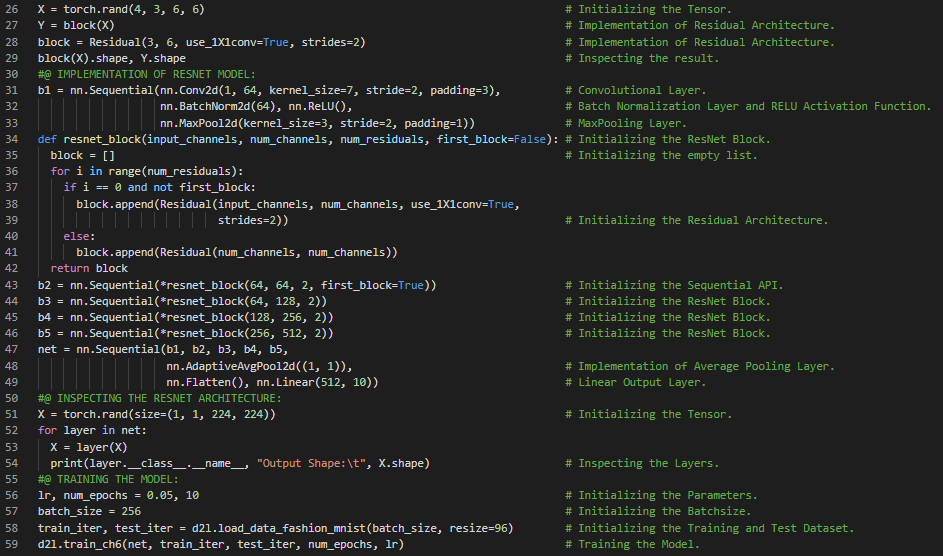 26 X = torch.rand(4, 3, 6, 6) # Initializing the Tensor.
27 Y = block(X) # Implementation of Residual Architecture.
28 block = Residual(3, 6, use_1X1conv=True, strides=2) # Implementation of Residual Architecture.
29 block(X).shape, Y.shape # Inspecting the result.
30 #@ IMPLEMENTATION OF RESNET MODEL:
31 b1 = nn.Sequential(nn.Conv2d(1, 64, kernel_size=7, stride=2, padding=3), # Convolutional Layer.
32 nn.BatchNorm2d(64), nn.ReLU(), # Batch Normalization Layer and RELU Activation Function.
33 nn.MaxPool2d(kernel_size=3, stride=2, padding=1)) # MaxPooling Layer.
34 def resnet_block(input_channels, num_channels, num_residuals, first_block=False): # Initializing the ResNet Block.
35 block = [] # Initializing the empty list.
36 for i in range(num_residuals):
37 if i == 0 and not first_block:
38 block.append(Residual(input_channels, num_channels, use_1X1conv=True,
39 strides=2)) # Initializing the Residual Architecture.
40 else:
41 block.append(Residual(num_channels, num_channels))
42 return block
43 b2 = nn.Sequential(*resnet_block(64, 64, 2, first_block=True)) # Initializing the Sequential API.
44 b3 = nn.Sequential(*resnet_block(64, 128, 2)) # Initializing the ResNet Block.
45 b4 = nn.Sequential(*resnet_block(128, 256, 2)) # Initializing the ResNet Block.
46 b5 = nn.Sequential(*resnet_block(256, 512, 2)) # Initializing the ResNet Block.
47 net = nn.Sequential(b1, b2, b3, b4, b5,
48 nn.AdaptiveAvgPool2d((1, 1)), # Implementation of Average Pooling Layer.
49 nn.Flatten(), nn.Linear(512, 10)) # Linear Output Layer.
50 #@ INSPECTING THE RESNET ARCHITECTURE:
51 X = torch.rand(size=(1, 1, 224, 224)) # Initializing the Tensor.
52 for layer in net:
53 X = layer(X)
54 print(layer.__class__.__name__, "Output Shape:\t", X.shape) # Inspecting the Layers.
55 #@ TRAINING THE MODEL:
56 lr, num_epochs = 0.05, 10 # Initializing the Parameters.
57 batch_size = 256 # Initializing the Batchsize.
58 train_iter, test_iter = d2l.load_data_fashion_mnist(batch_size, resize=96) # Initializing the Training and Test Dataset.
59 d2l.train_ch6(net, train_iter, test_iter, num_epochs, lr) # Training the Model.